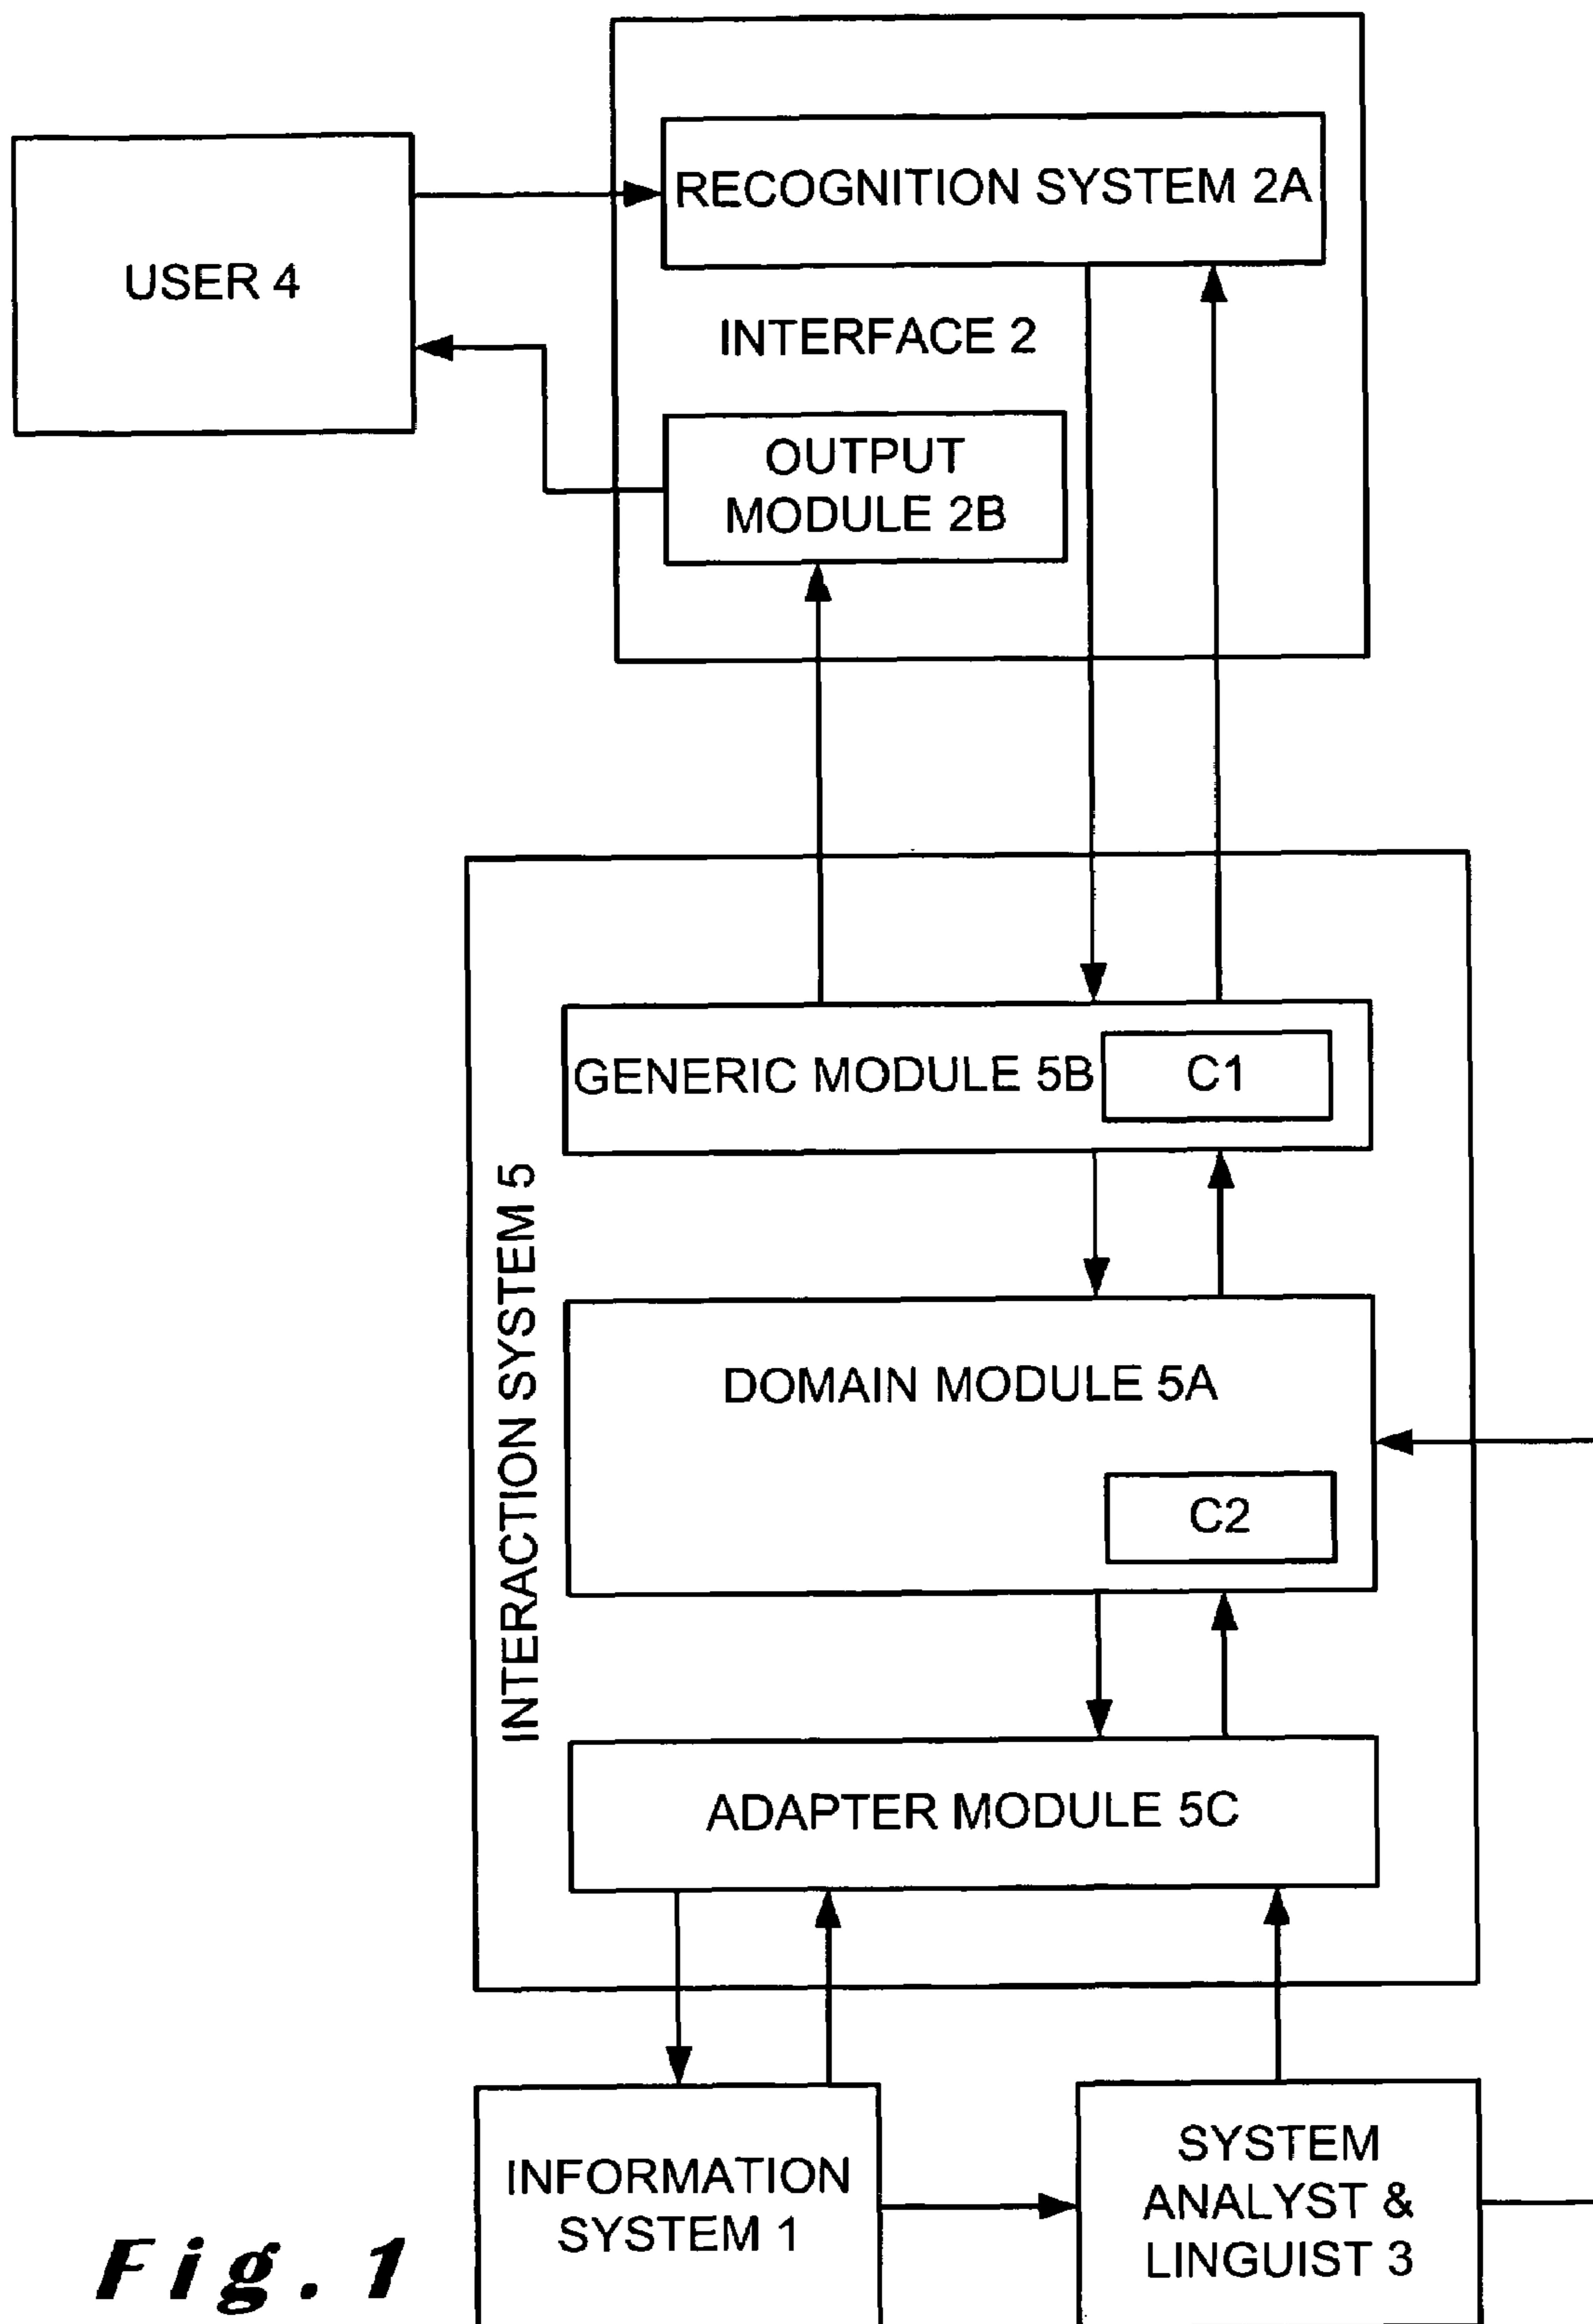 RECOGNITION SYSTEM 2A
USER 4
INTERFACE 2
OUTPUT
MODULE 2B
GENERIC MODULE 5B
C1
INTERACTION SYSTEM 5
DOMAIN MODULE 5A
C2
ADAPTER MODULE 5C
INFORMATION
SYSTEM 1
SYSTEM
ANALYST &
LINGUIST 3
Fig. 1